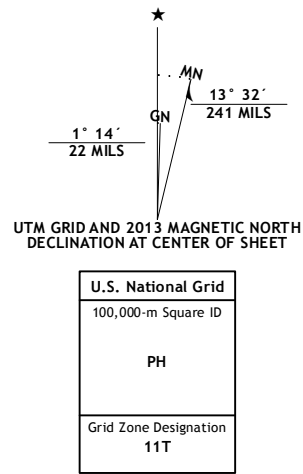 ★
MN
GN
13° 32´
241 MILS
1° 14´
22 MILS
UTM GRID AND 2013 MAGNETIC NORTH
DECLINATION AT CENTER OF SHEET
U.S. National Grid
100,000-m Square ID
PH
Grid Zone Designation
11T